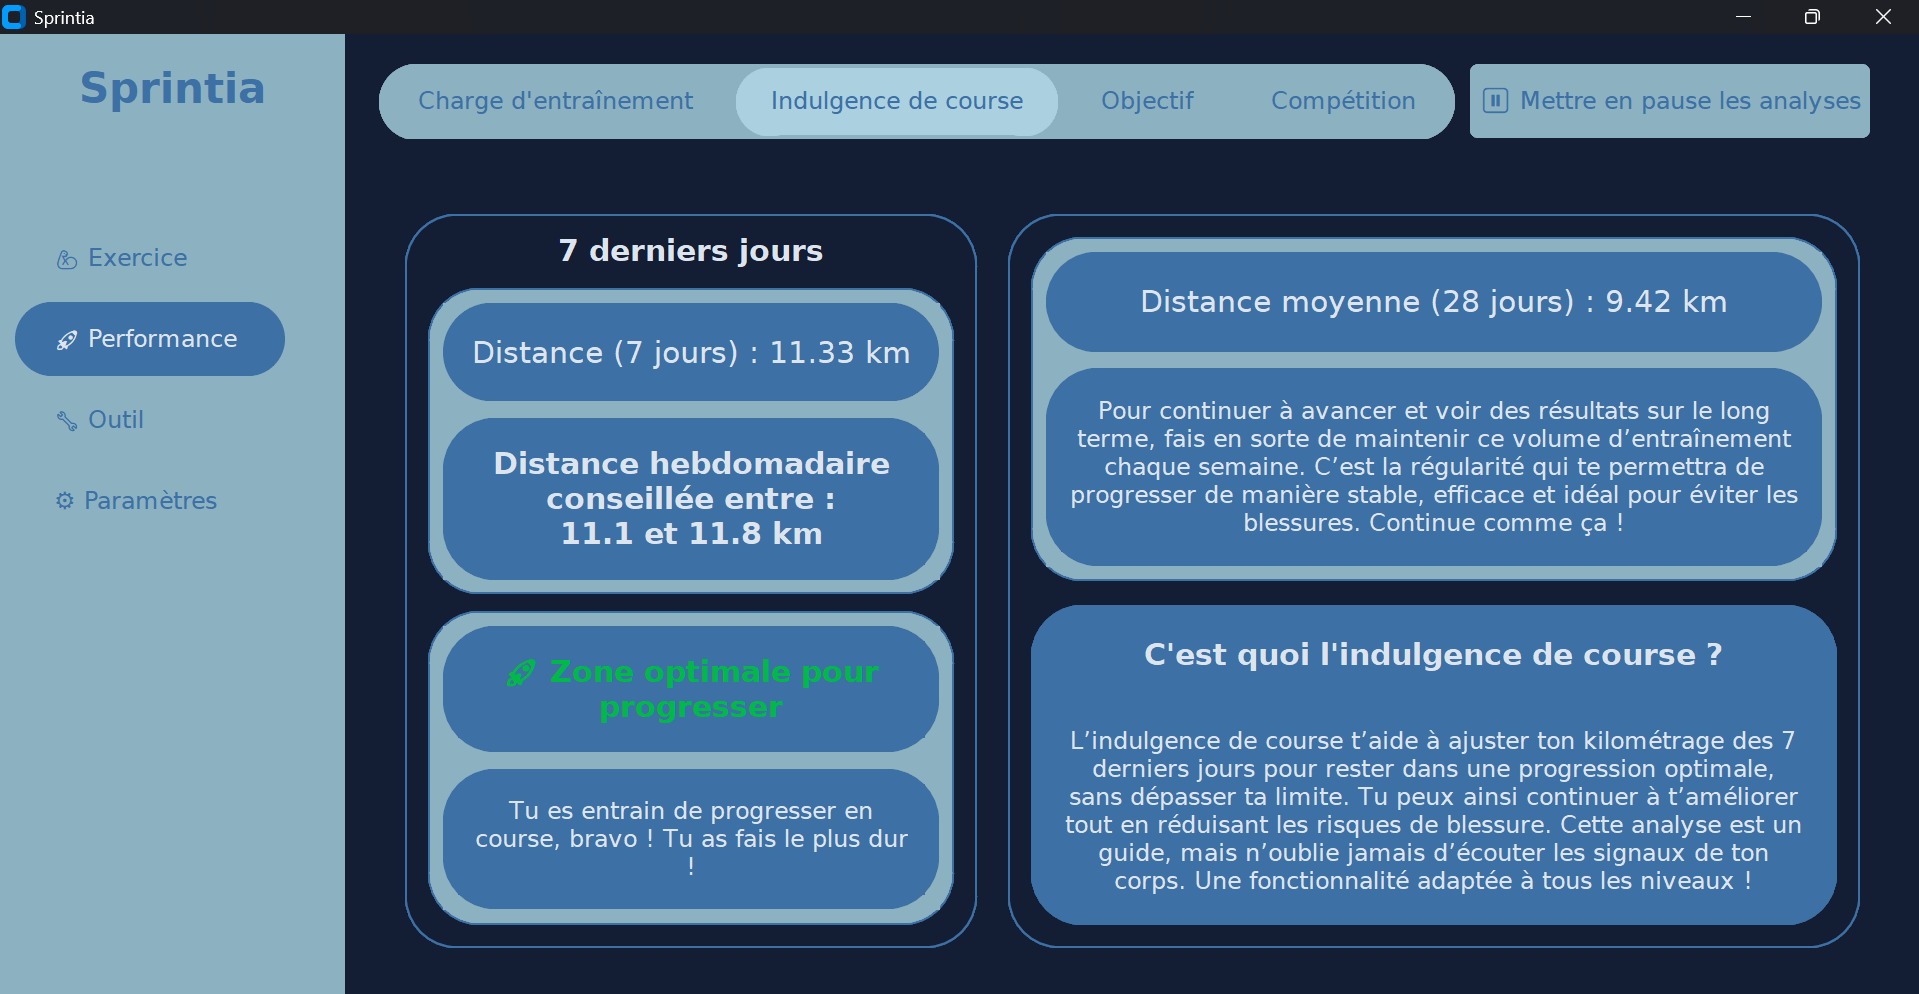 Sprintia
Sprintia
Exercice
Performance
Outil
Paramètres
Charge d'entraînement
Indulgence de course
Objectif
Compétition
Mettre en pause les analyses
7 derniers jours
Distance (7 jours) : 11.33 km
Distance hebdomadaire
conseillée entre :
11.1 et 11.8 km
Zone optimale pour
progresser
Tu es entrain de progresser en
course, bravo ! Tu as fais le plus dur
!
Distance moyenne (28 jours) : 9.42 km
Pour continuer à avancer et voir des résultats sur le long
terme, fais en sorte de maintenir ce volume d’entraînement
chaque semaine. C’est la régularité qui te permettra de
progresser de manière stable, efficace et idéal pour éviter les
blessures. Continue comme ça !
C'est quoi l'indulgence de course ?
L’indulgence de course t’aide à ajuster ton kilométrage des 7
derniers jours pour rester dans une progression optimale,
sans dépasser ta limite. Tu peux ainsi continuer à t’améliorer
tout en réduisant les risques de blessure. Cette analyse est un
guide, mais n’oublie jamais d’écouter les signaux de ton
corps. Une fonctionnalité adaptée à tous les niveaux !